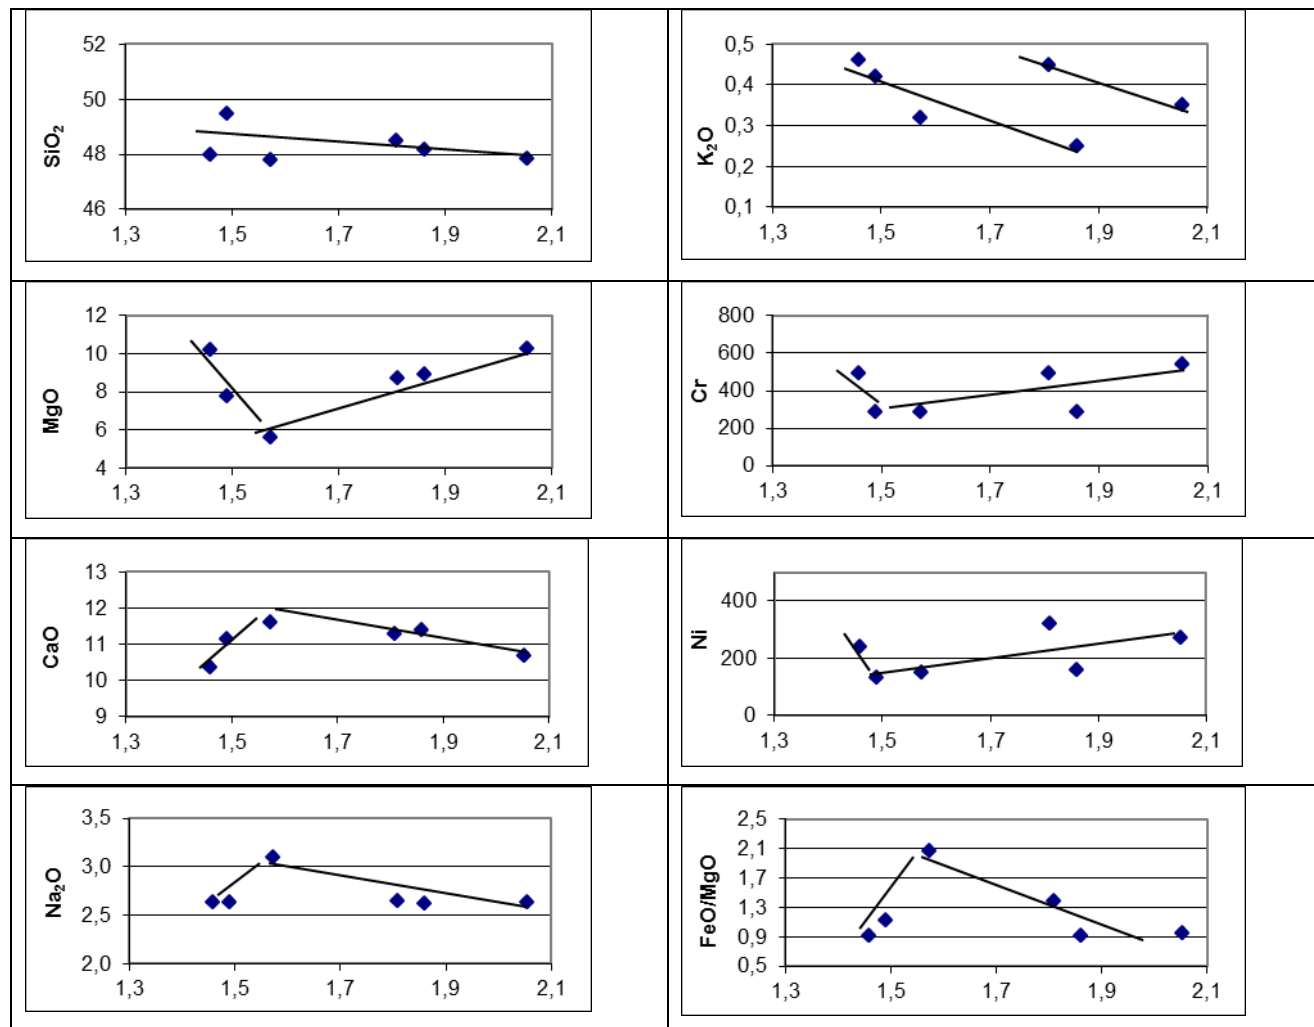 SiO₂
52
50
48
46
1,3 1,5 1,7 1,9 2,1
K₂O
0,5
0,4
0,3
0,2
0,1
1,3 1,5 1,7 1,9 2,1
MgO
12
10
8
6
4
1,3 1,5 1,7 1,9 2,1
Cr
800
600
400
200
0
1,3 1,5 1,7 1,9 2,1
CaO
13
12
11
10
9
1,3 1,5 1,7 1,9 2,1
Ni
400
200
0
1,3 1,5 1,7 1,9 2,1
Na₂O
3,5
3,0
2,5
2,0
1,3 1,5 1,7 1,9 2,1
FeO/MgO
2,5
2,1
1,7
1,3
0,9
0,5
1,3 1,5 1,7 1,9 2,1